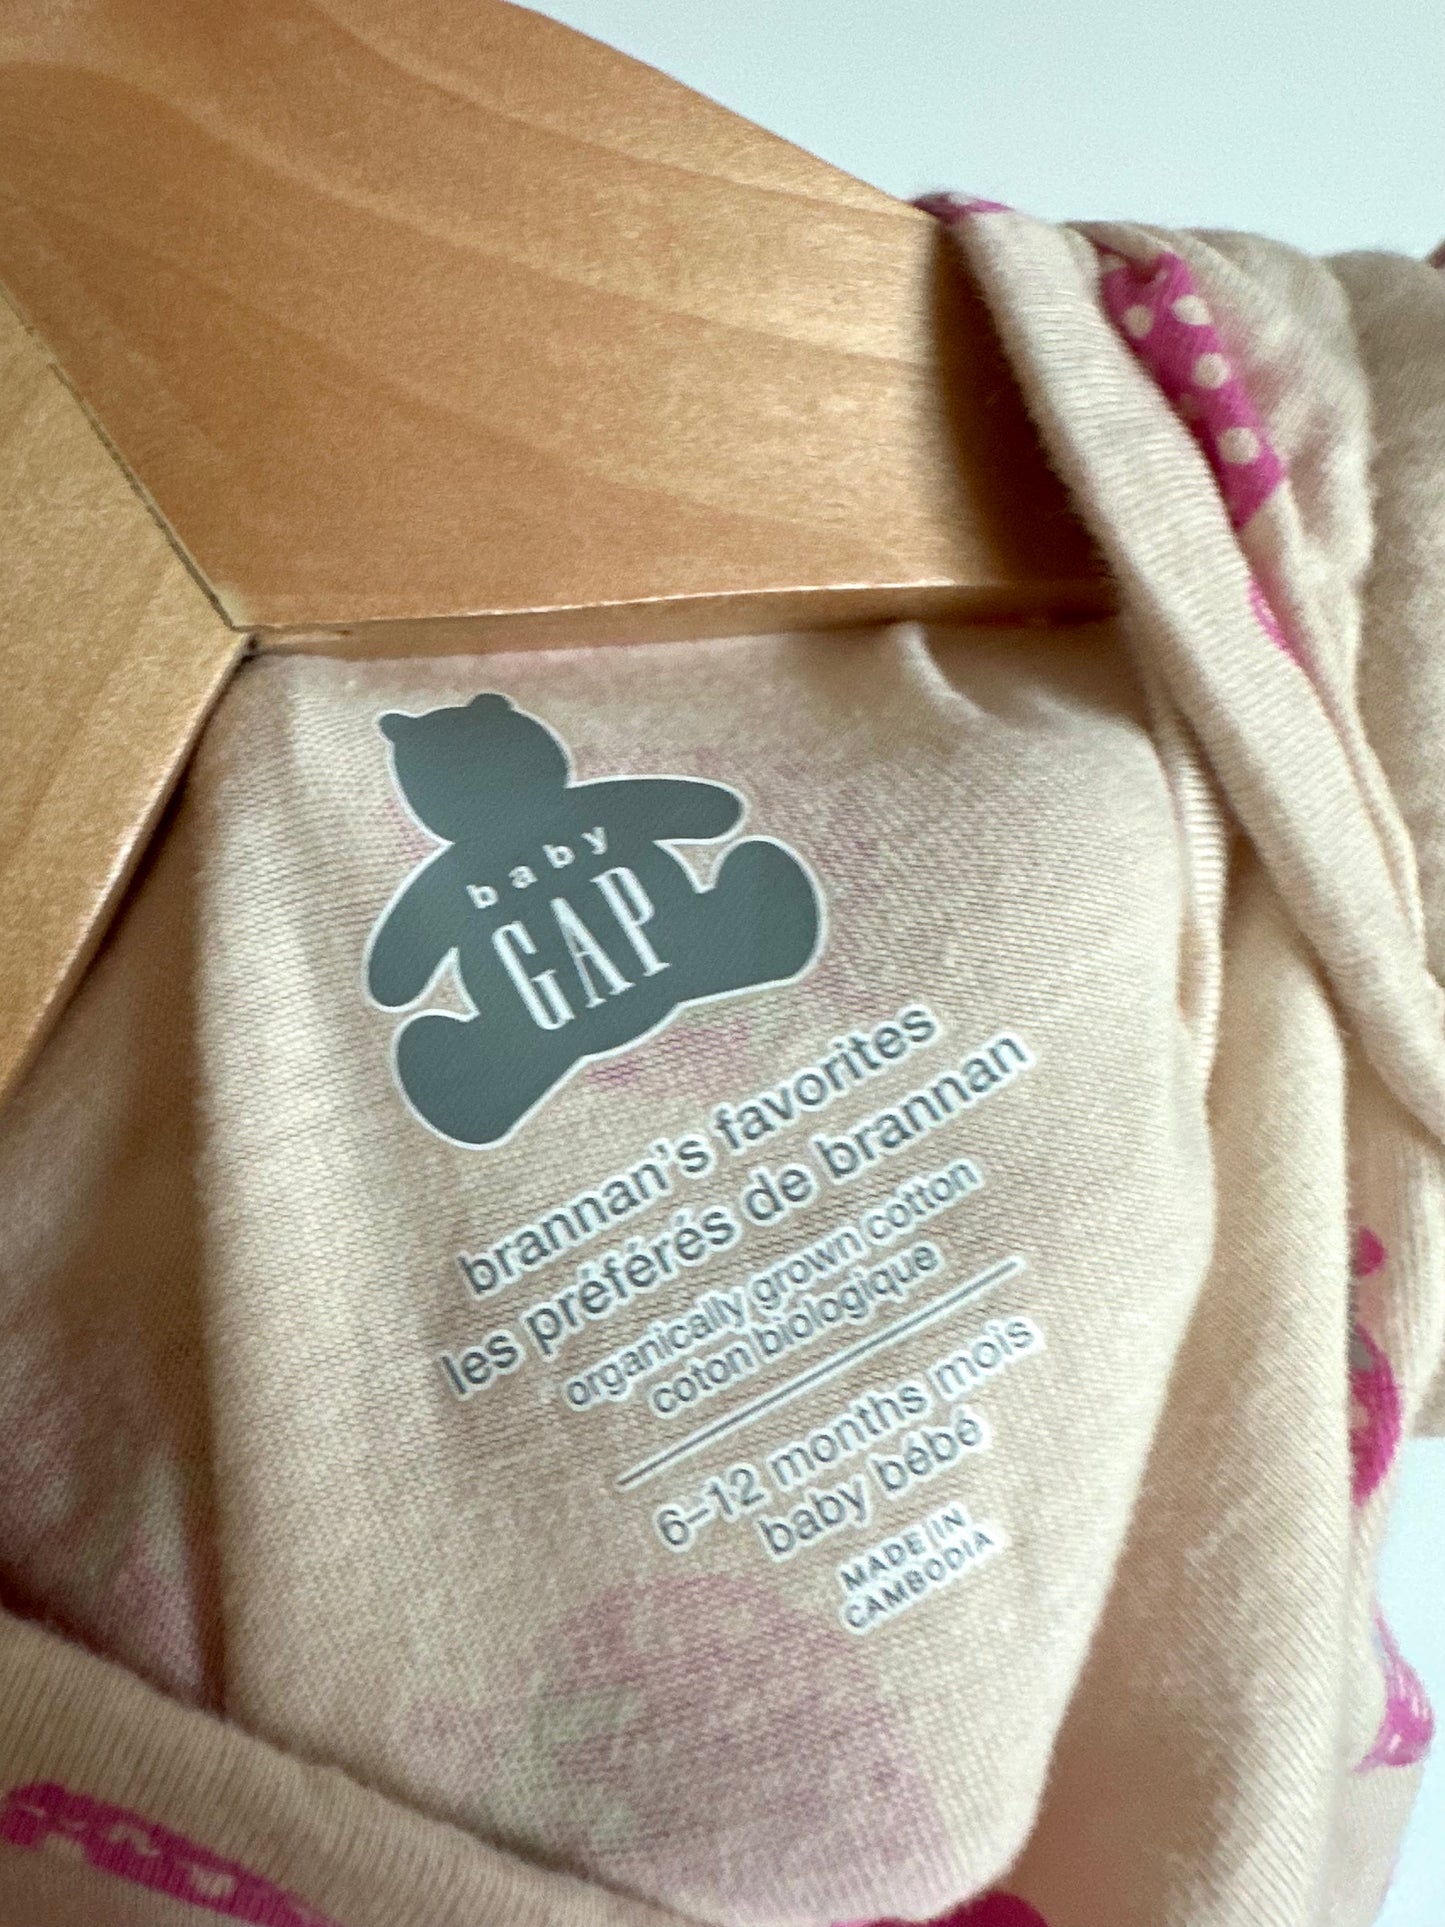 baby
GAP
brannan's favorites
les préférés de brannan
organically grown cotton
coton biologique
6–12 months mois
baby bébé
MADE IN
CAMBODIA